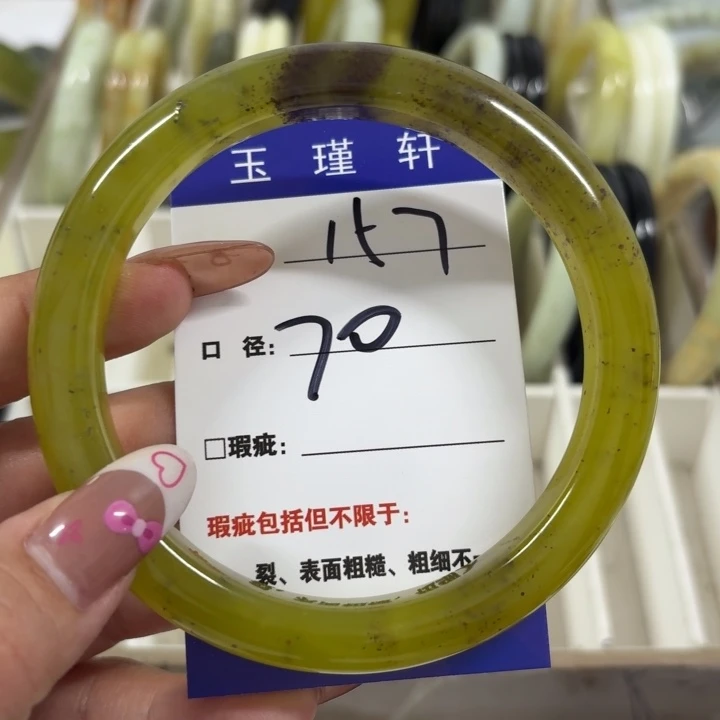 玉瑾轩
157
口径: 70
□瑕疵:
瑕疵包括但不限于:
裂、表面粗糙、粗细不